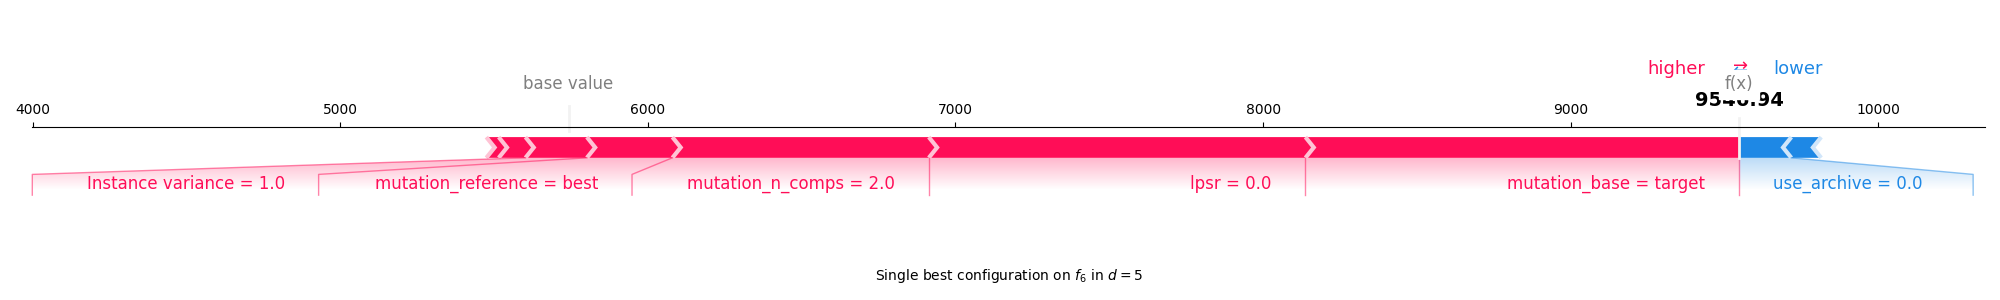 higher ⇄ lower
base value f(x)
4000 5000 6000 7000 8000 9000 9540.94 10000
Instance variance = 1.0 mutation_reference = best mutation_n_comps = 2.0 lpsr = 0.0 mutation_base = target use_archive = 0.0
Single best configuration on f₆ in d = 5